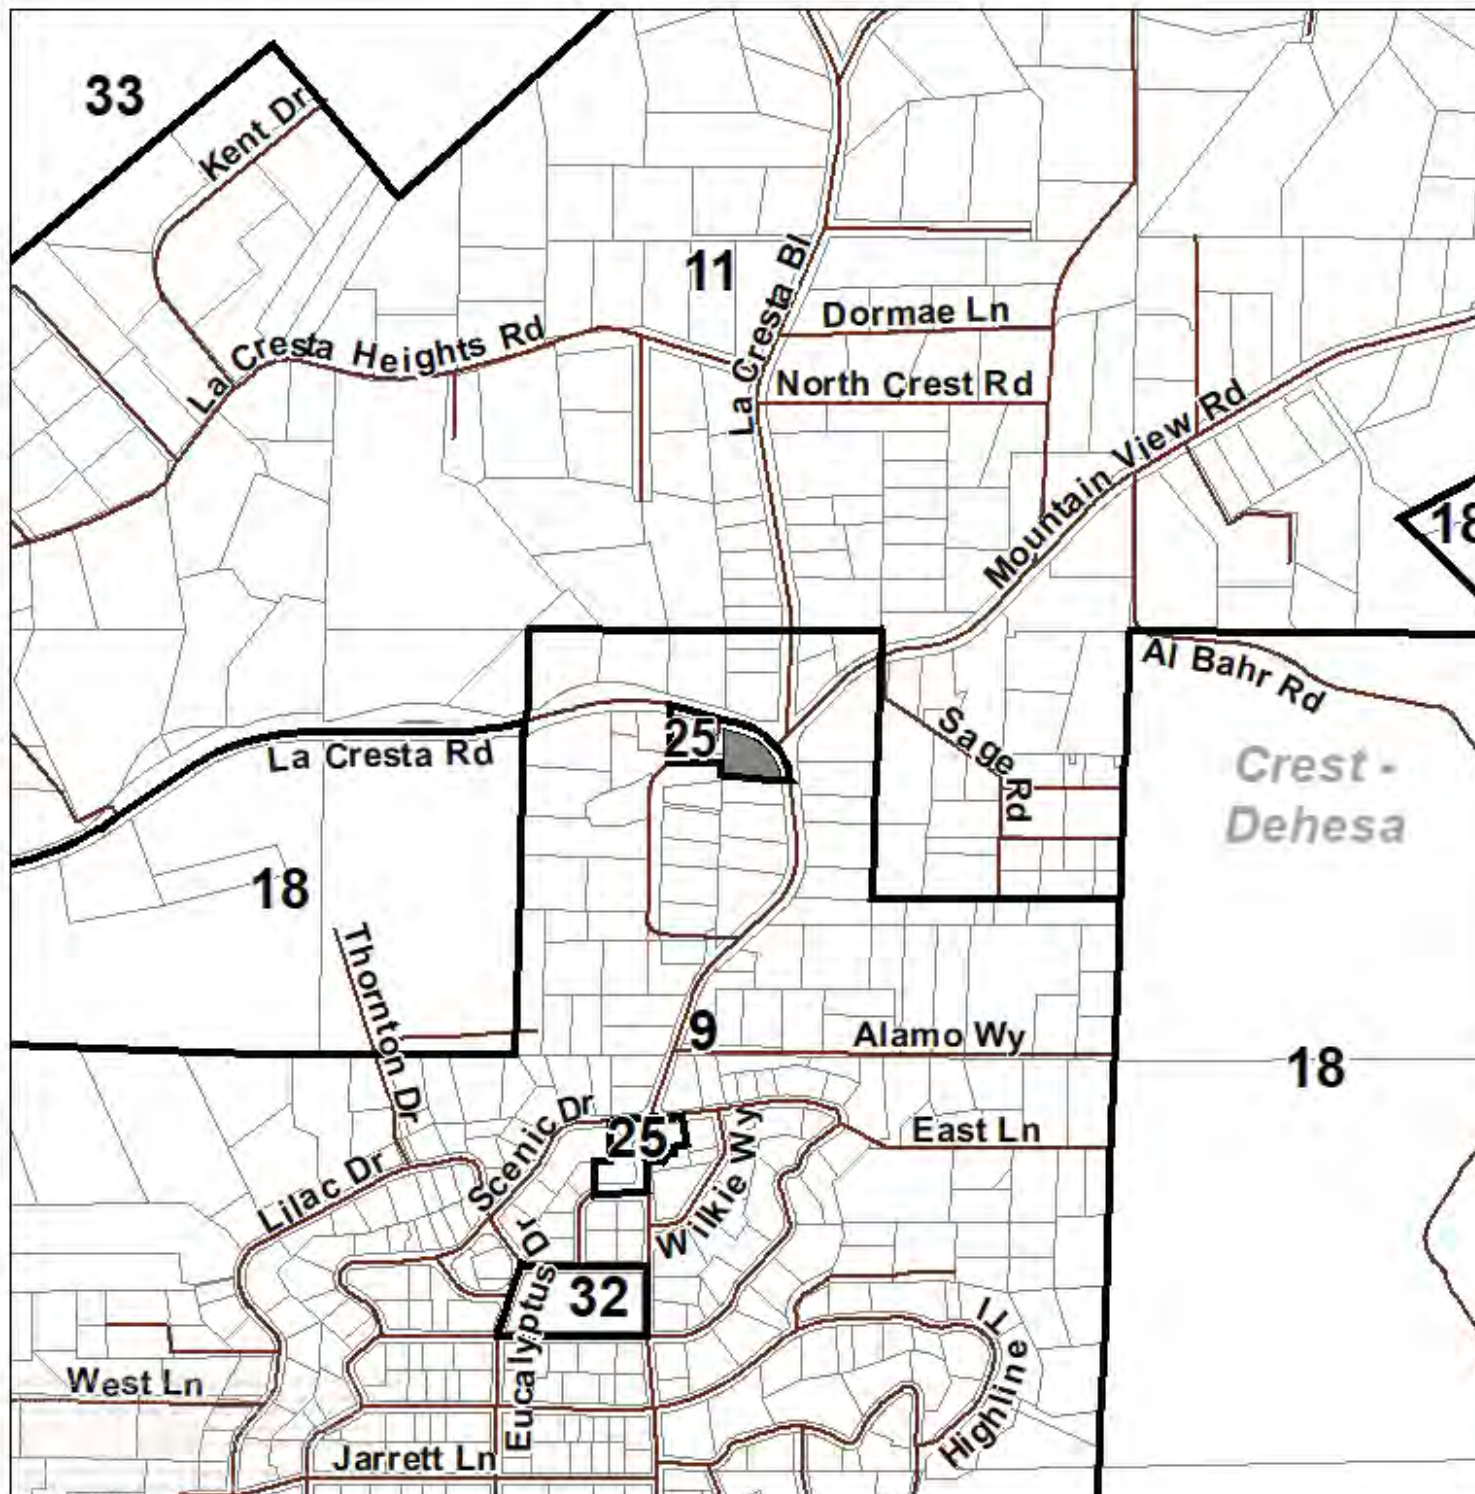 33
Kent Dr
11
La Cresta Bl
Dormae Ln
La Cresta Heights Rd
North Crest Rd
Mountain View Rd
18
Al Bahr Rd
25
La Cresta Rd
Sage Rd
Crest -
Dehesa
18
Thornton Dr
9
Alamo Wy
18
Scenic Dr
25
Wilkie Wy
East Ln
Lilac Dr
Eucalyptus Dr
32
Highline Tl
West Ln
Jarrett Ln